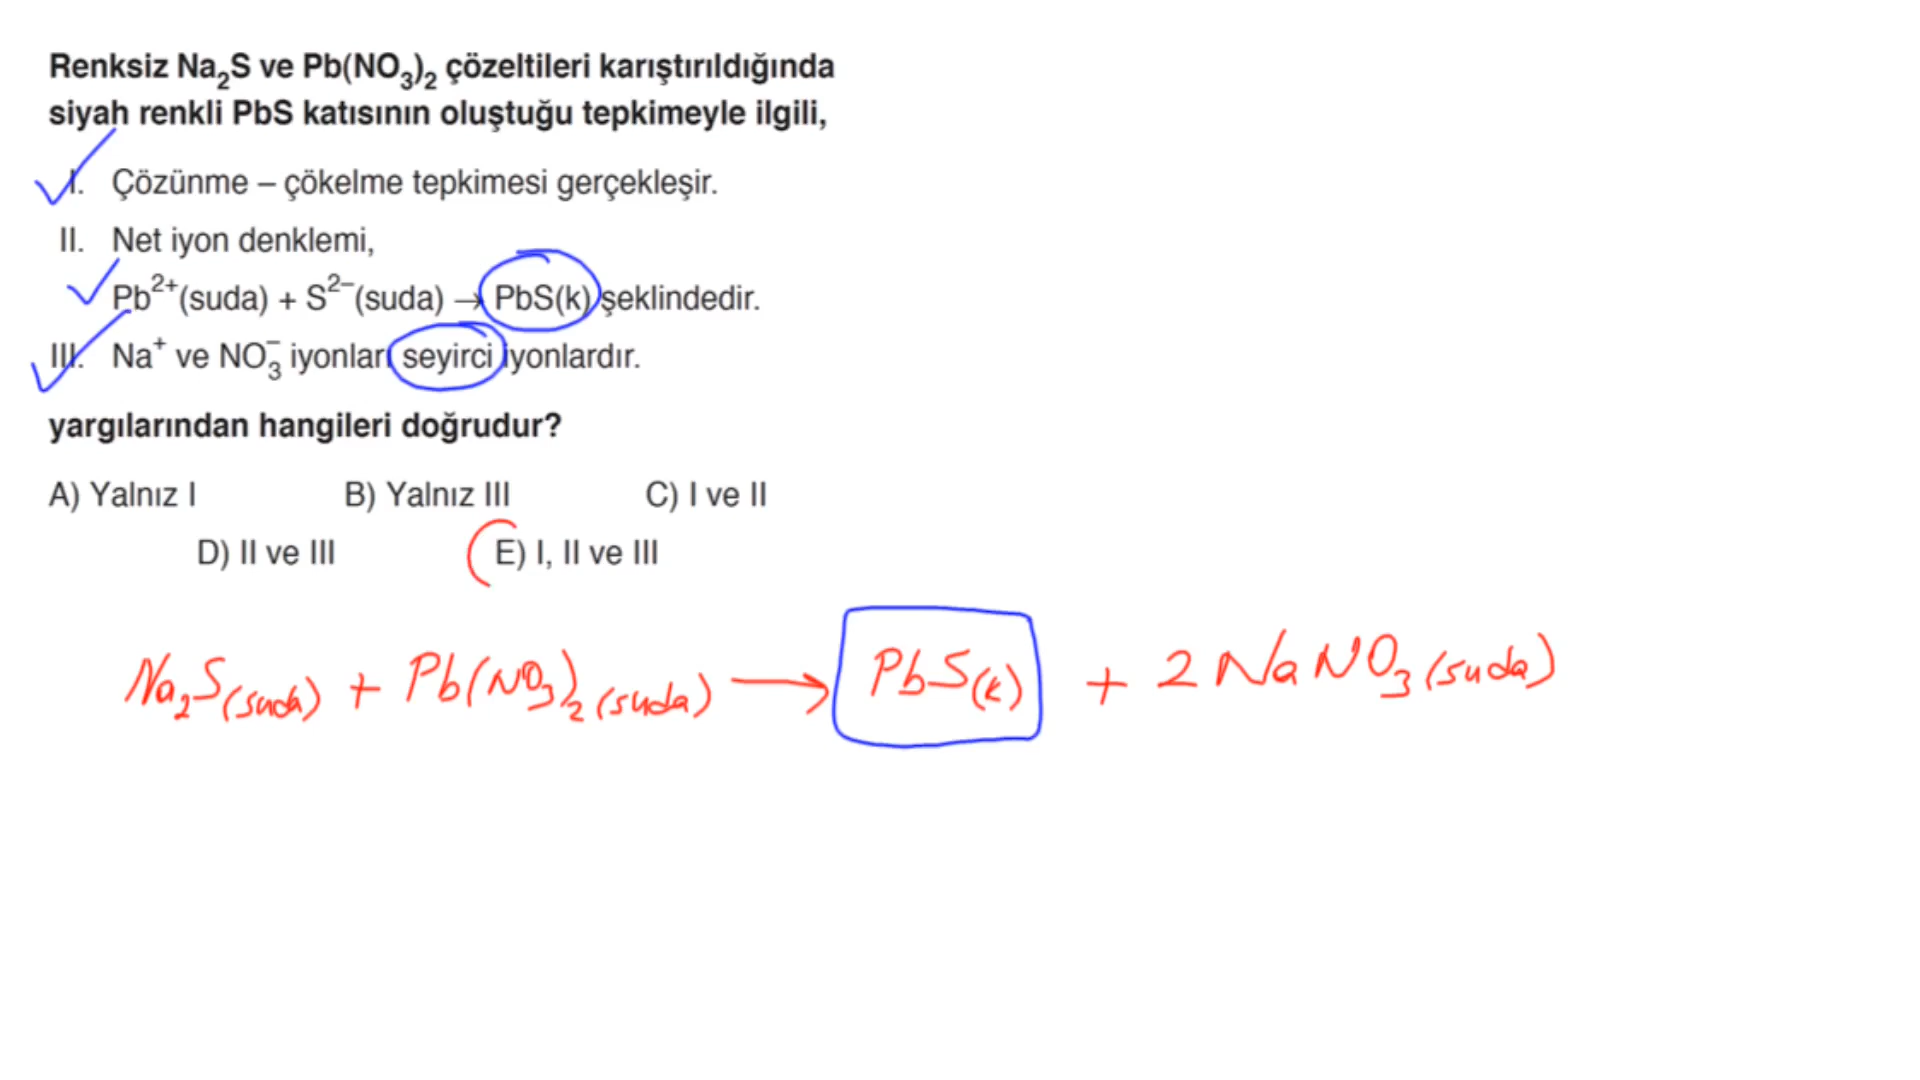 Renksiz Na₂S ve Pb(NO₃)₂ çözeltileri karıştırıldığında
siyah renkli PbS katısının oluştuğu tepkimeyle ilgili,
I. Çözünme – çökelme tepkimesi gerçekleşir.
II. Net iyon denklemi,
Pb²⁺(suda) + S²⁻(suda) → PbS(k) şeklindedir.
III. Na⁺ ve NO₃⁻ iyonları seyirci iyonlardır.
yargılarından hangileri doğrudur?
A) Yalnız I B) Yalnız III C) I ve II
D) II ve III E) I, II ve III
Na₂S(suda) + Pb(NO₃)₂(suda) → PbS(k) + 2NaNO₃(suda)